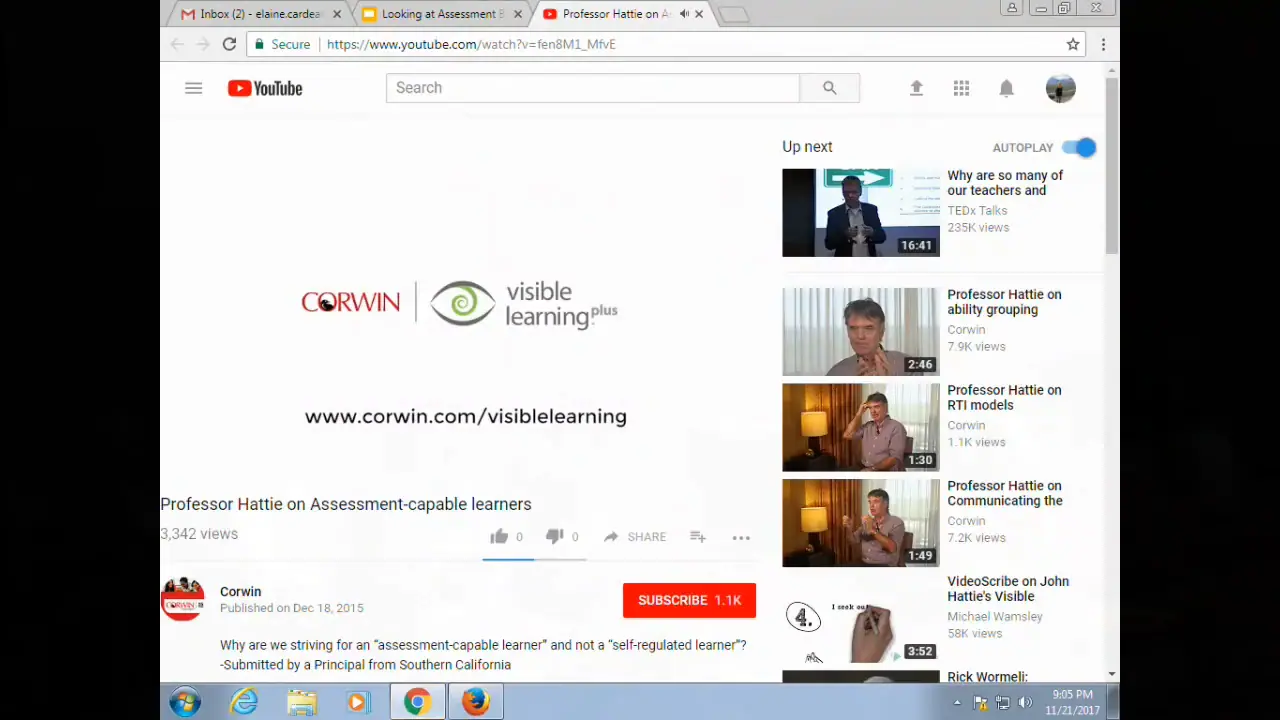 Inbox (2) - elaine.cardea
Looking at Assessment
Professor Hattie on A
Secure
https://www.youtube.com/watch?v=fen8M1_MfvE
YouTube
Search
CORWIN
visible
learning plus
www.corwin.com/visiblelearning
Professor Hattie on Assessment-capable learners
3,342 views
0
0
SHARE
Corwin
Published on Dec 18, 2015
SUBSCRIBE 1.1K
Why are we striving for an “assessment-capable learner” and not a “self-regulated learner”?
-Submitted by a Principal from Southern California
Up next
AUTOPLAY
16:41
Why are so many of
our teachers and
TEDx Talks
235K views
2:46
Professor Hattie on
ability grouping
Corwin
7.9K views
1:30
Professor Hattie on
RTI models
Corwin
1.1K views
1:49
Professor Hattie on
Communicating the
Corwin
7.2K views
4.
I seek
3:52
VideoScribe on John
Hattie's Visible
Michael Wamsley
58K views
Rick Wormeli:
9:05 PM
11/21/2017